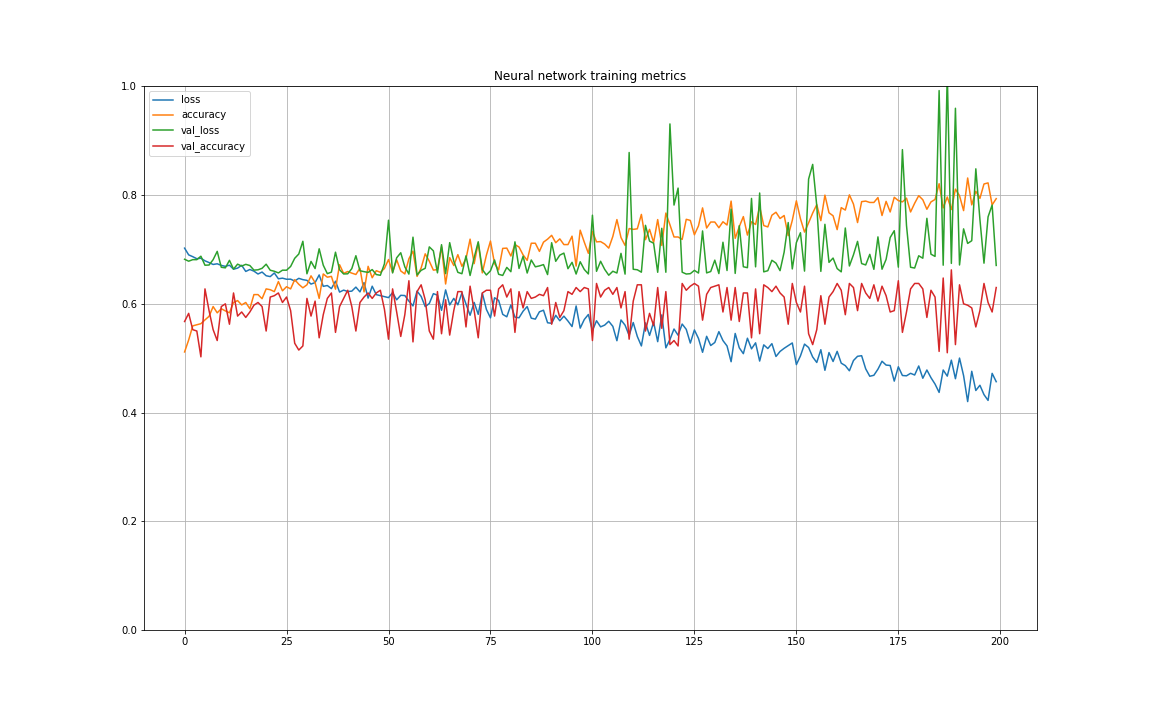 Neural network training metrics
1.0
0.8
0.6
0.4
0.2
0.0
loss
accuracy
val_loss
val_accuracy
0 25 50 75 100 125 150 175 200